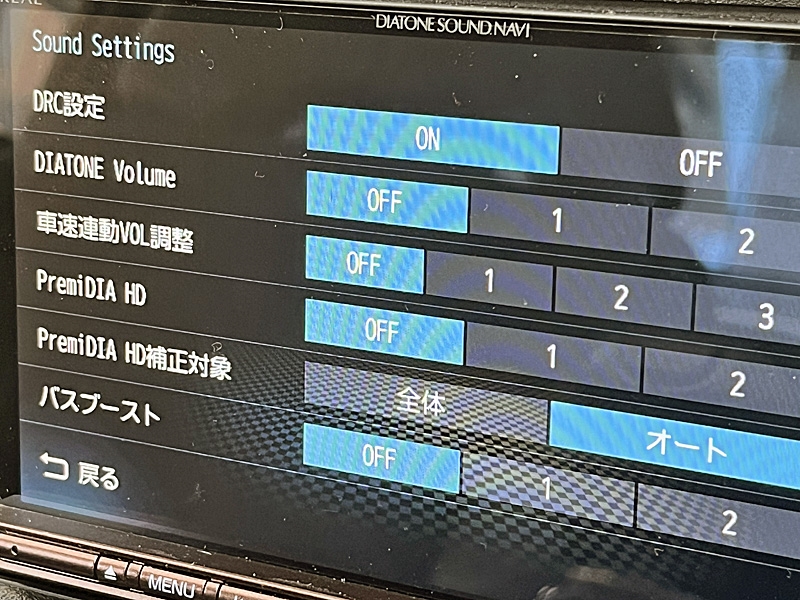 DIATONE SOUND.NAVI
Sound Settings
DRC設定 ON OFF
DIATONE Volume OFF 1 2
車速連動VOL調整 OFF 1 2 3
PremiDIA HD OFF 1 2
PremiDIA HD補正対象 全体 オート
バスブースト OFF 1 2
戻る
MENU